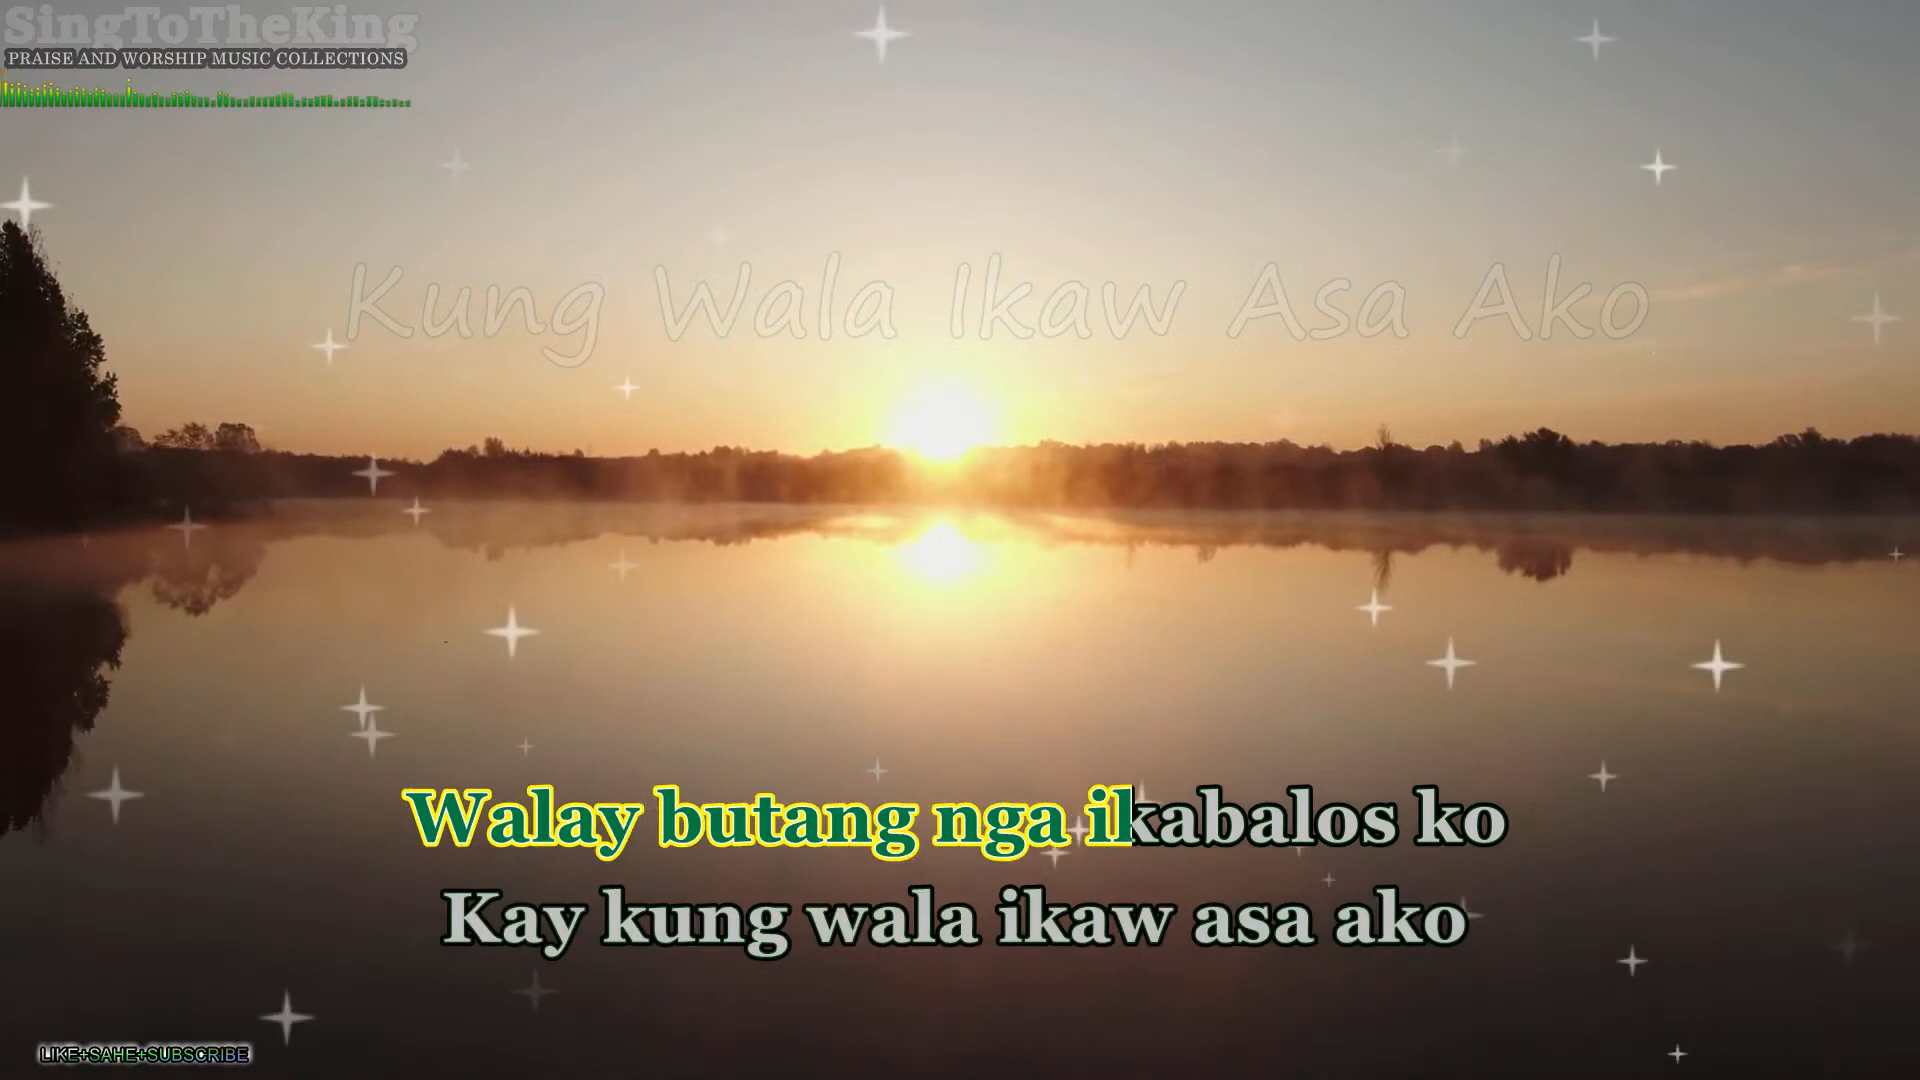 SingToTheKing
PRAISE AND WORSHIP MUSIC COLLECTIONS
Kung Wala Ikaw Asa Ako
Walay butang nga ikabalos ko
Kay kung wala ikaw asa ako
LIKE+SAHE+SUBSCRIBE